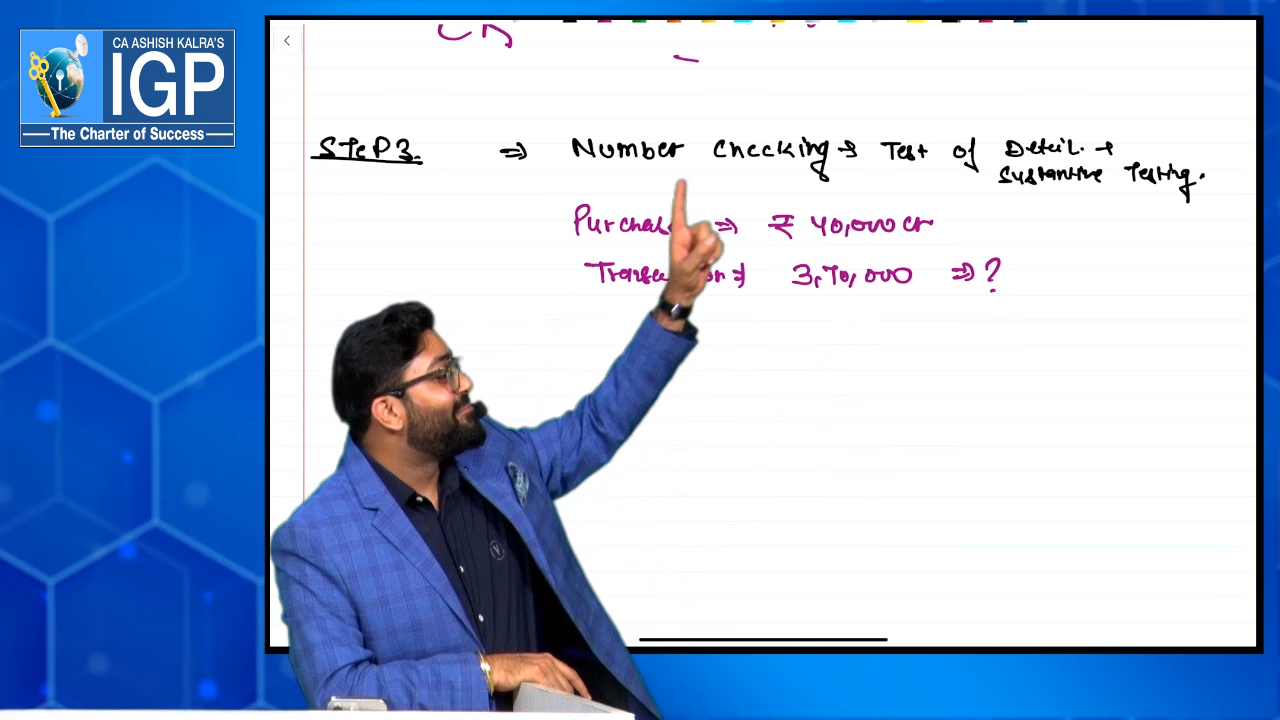 CA ASHISH KALRA'S
IGP
The Charter of Success
STEP 3. ⇒ Number checking → Test of Detail. +
Sustantive Testing.
⇒ ₹ 40,000 cr
3,70,000 ⇒ ?